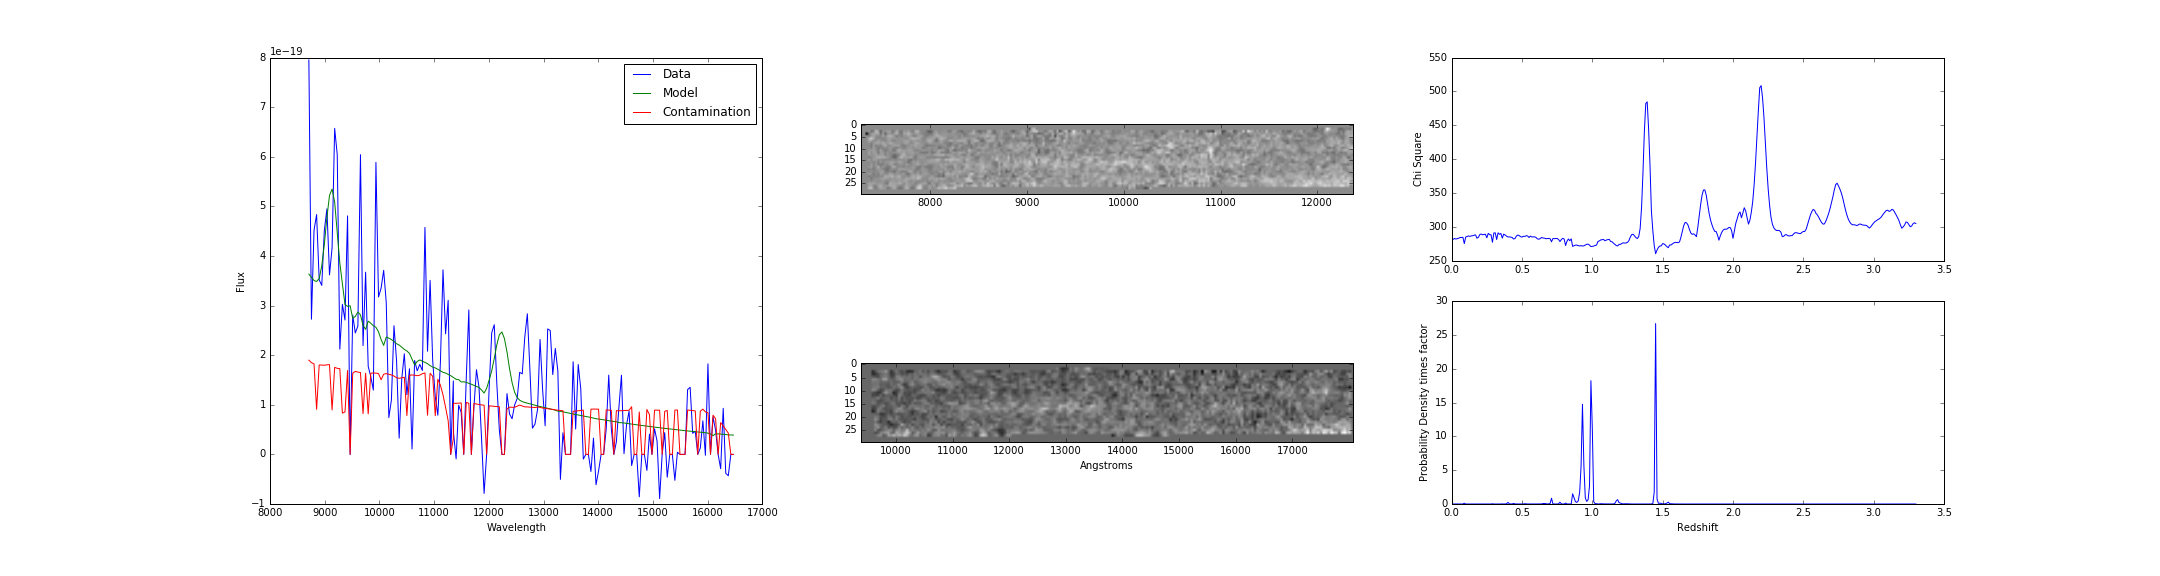 1e−19
8
7
6
5
4
3
2
1
0
−1
8000 9000 10000 11000 12000 13000 14000 15000 16000 17000
Flux
Wavelength
Data
Model
Contamination
0
5
10
15
20
25
8000 9000 10000 11000 12000
0
5
10
15
20
25
10000 11000 12000 13000 14000 15000 16000 17000
Angstroms
550
500
450
400
350
300
250
0.0 0.5 1.0 1.5 2.0 2.5 3.0 3.5
Chi Square
30
25
20
15
10
5
0
0.0 0.5 1.0 1.5 2.0 2.5 3.0 3.5
Probability Density times factor
Redshift